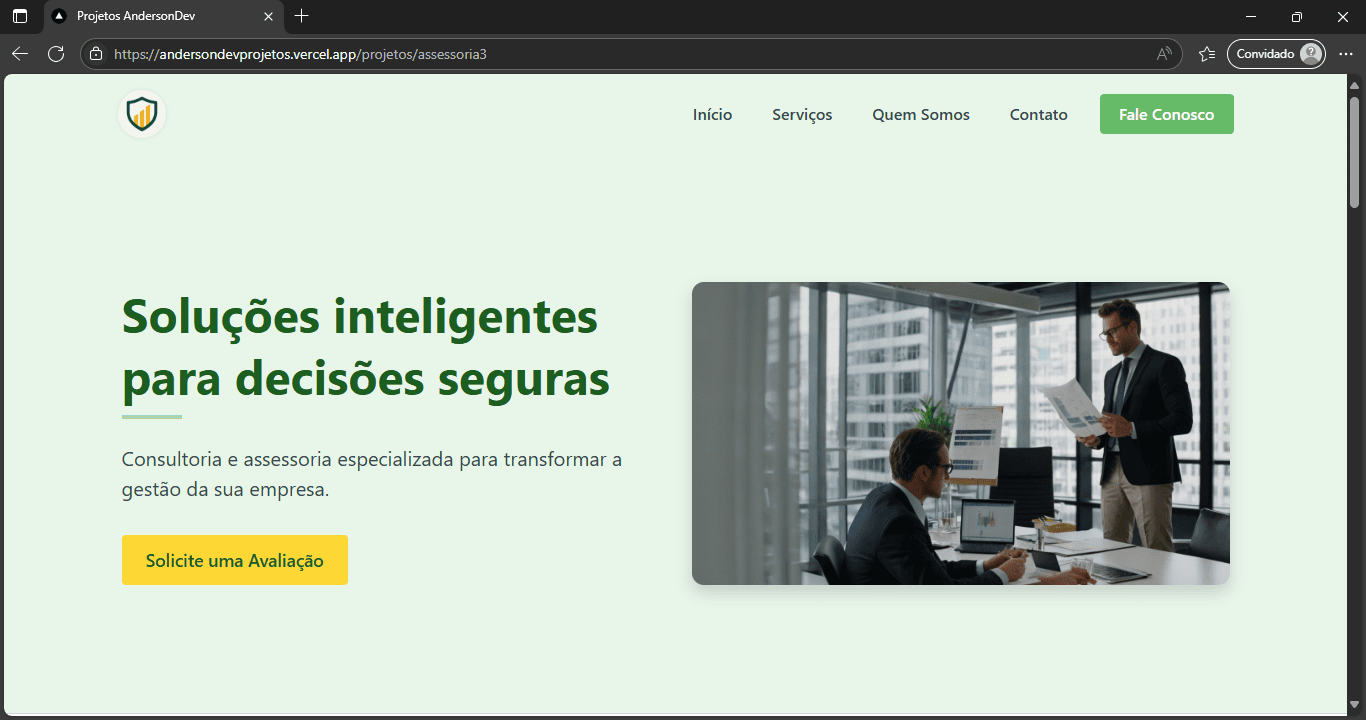 Projetos AndersonDev
https://andersondevprojetos.vercel.app/projetos/assessoria3
Convidado
Início
Serviços
Quem Somos
Contato
Fale Conosco
Soluções inteligentes
para decisões seguras
Consultoria e assessoria especializada para transformar a
gestão da sua empresa.
Solicite uma Avaliação